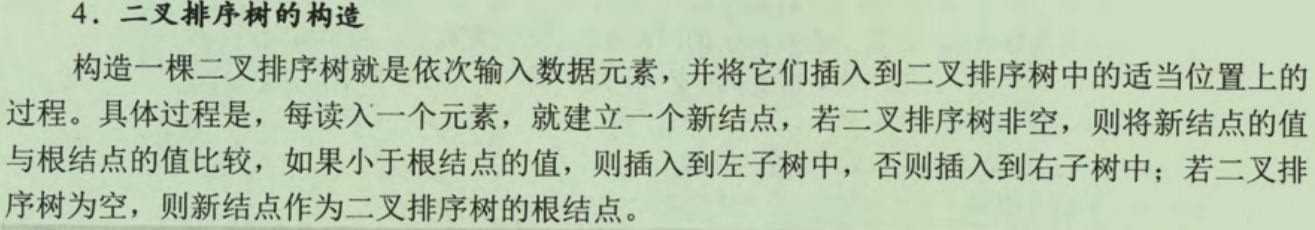 4．二叉排序树的构造
构造一棵二叉排序树就是依次输入数据元素，并将它们插入到二叉排序树中的适当位置上的
过程。具体过程是，每读入一个元素，就建立一个新结点，若二叉排序树非空，则将新结点的值
与根结点的值比较，如果小于根结点的值，则插入到左子树中，否则插入到右子树中；若二叉排
序树为空，则新结点作为二叉排序树的根结点。